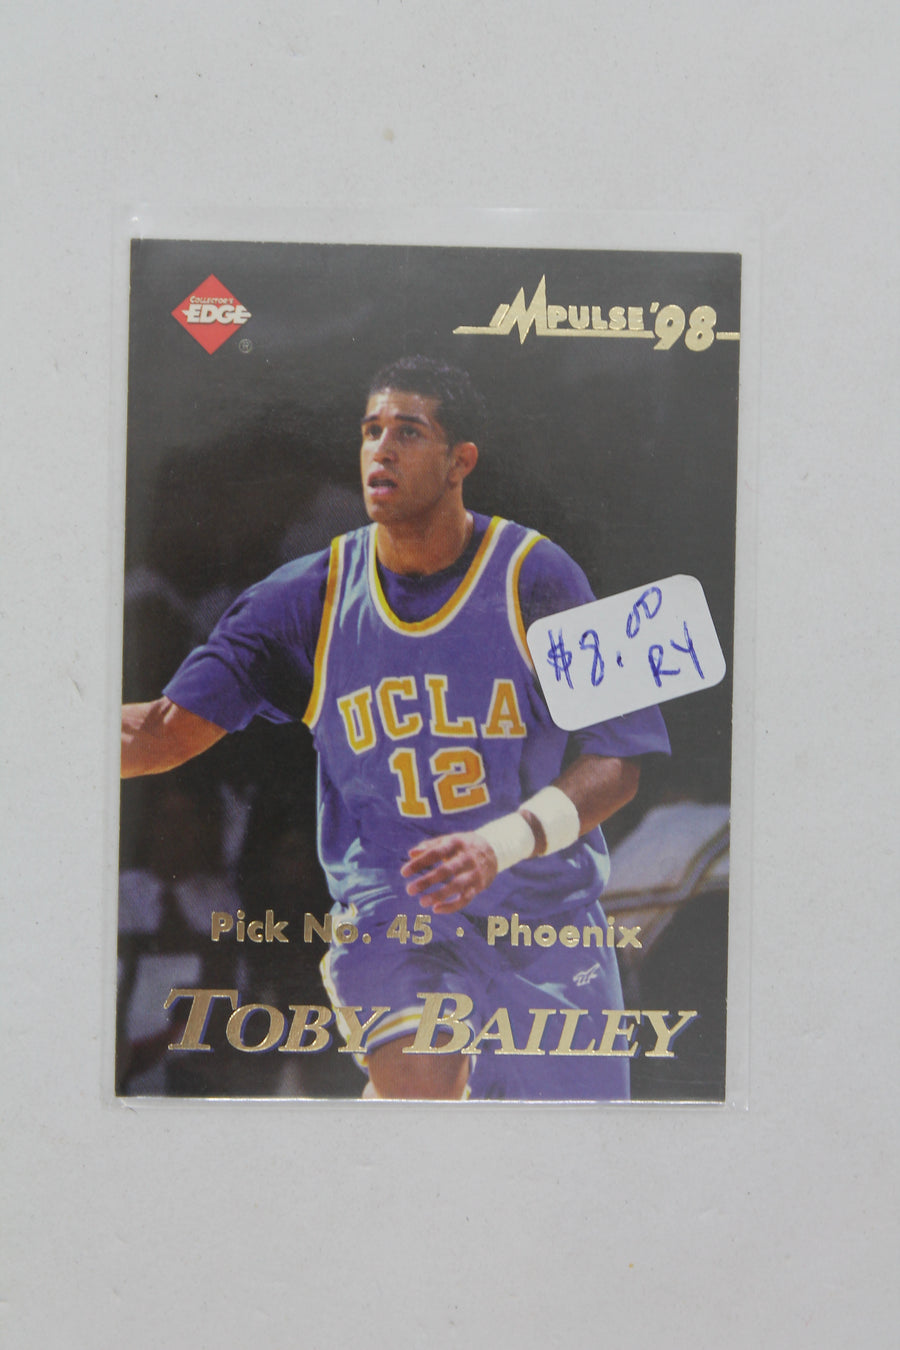 COLLECTOR'S
EDGE
®
IMPULSE '98
$8.00
RY
UCLA
12
Pick No. 45 · Phoenix
TOBY BAILEY